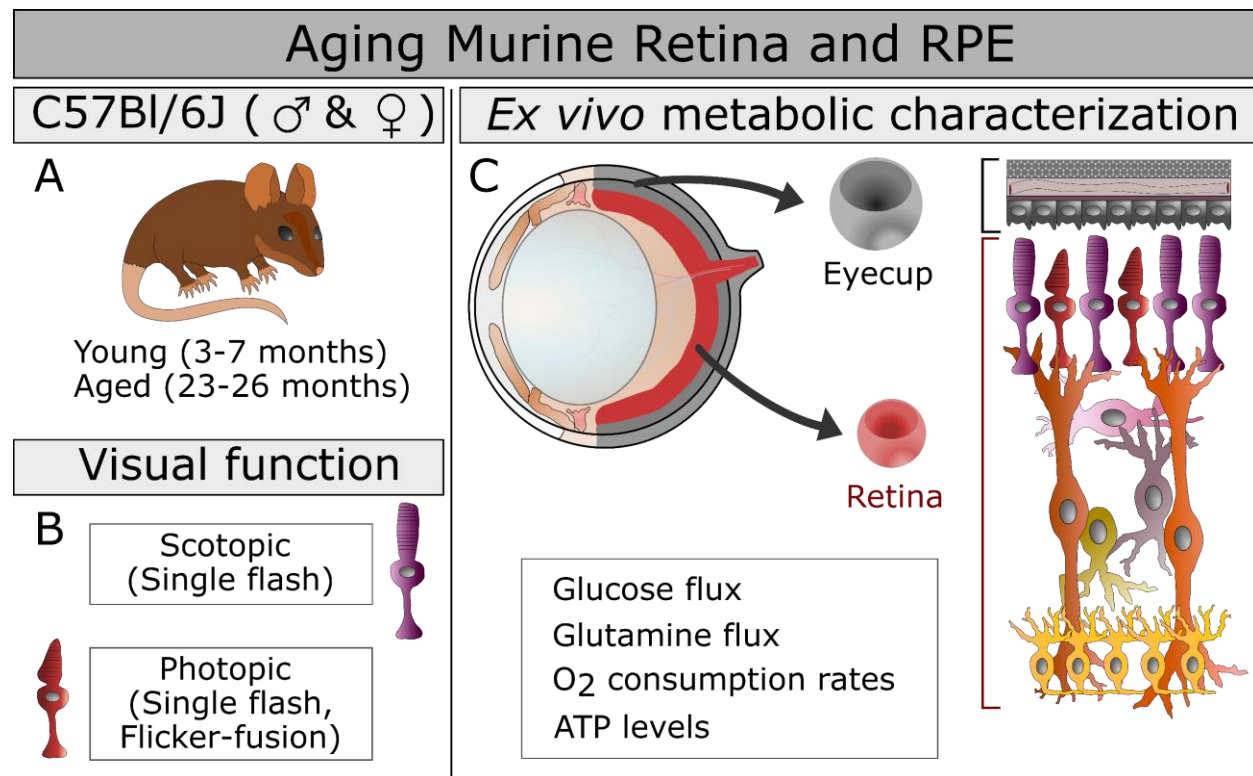 Aging Murine Retina and RPE
C57Bl/6J (♂ & ♀)
A
Young (3-7 months)
Aged (23-26 months)
Visual function
B
Scotopic
(Single flash)
Photopic
(Single flash,
Flicker-fusion)
Ex vivo metabolic characterization
C
Eyecup
Retina
Glucose flux
Glutamine flux
O2 consumption rates
ATP levels